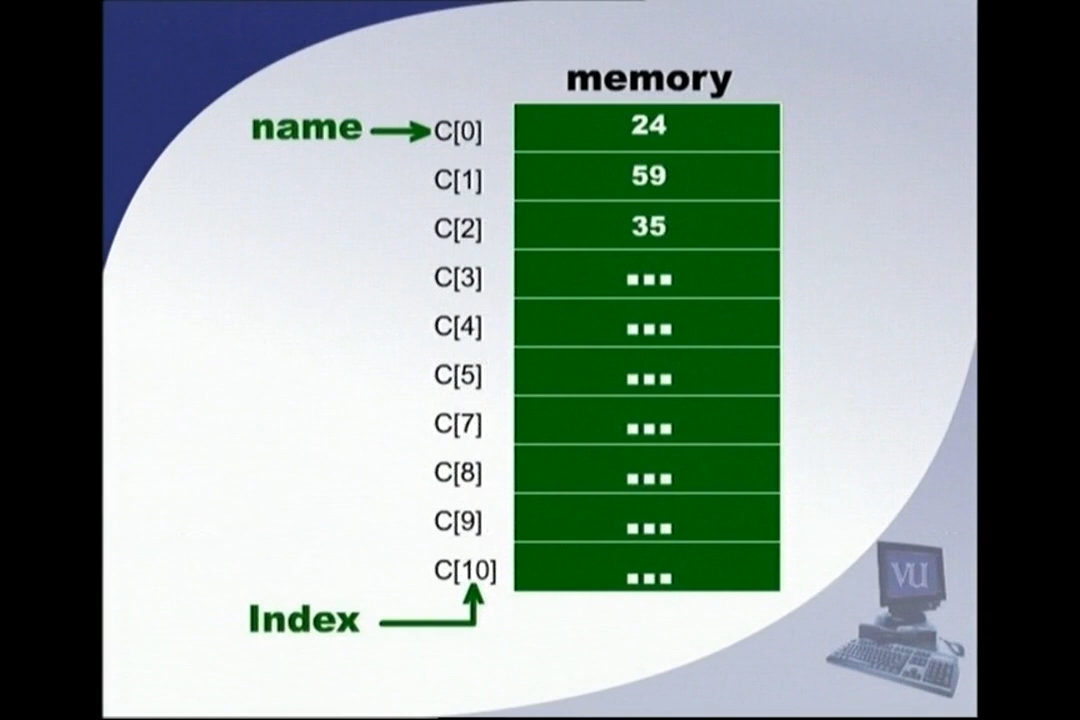 memory
name C[0] 24
C[1] 59
C[2] 35
C[3] ...
C[4] ...
C[5] ...
C[7] ...
C[8] ...
C[9] ...
C[10] ...
Index
VU